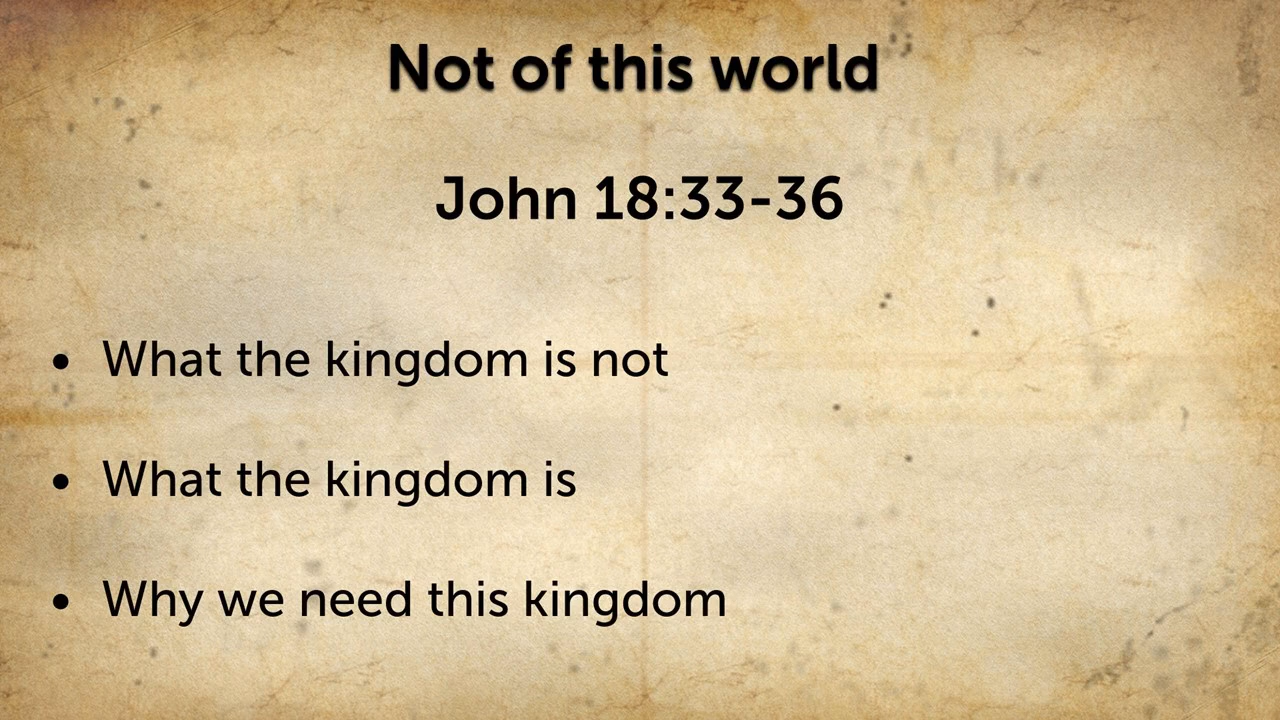 Not of this world
John 18:33-36
• What the kingdom is not
• What the kingdom is
• Why we need this kingdom